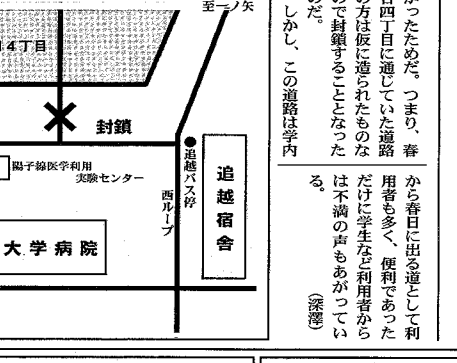 至一ノ矢
4丁目
封鎖
陽子線医学利用
実験センター
追越バス停
西ループ
追越宿舎
大学病院
かったためだ。つまり、春
日四丁目に通じていた道路
の方は仮に造られたものな
ので封鎖することとなった
のだ。
しかし、この道路は学内
から春日に出る道として利
用者も多く、便利であった
だけに学生など利用者から
は不満の声もあがってい
る。
（深澤）